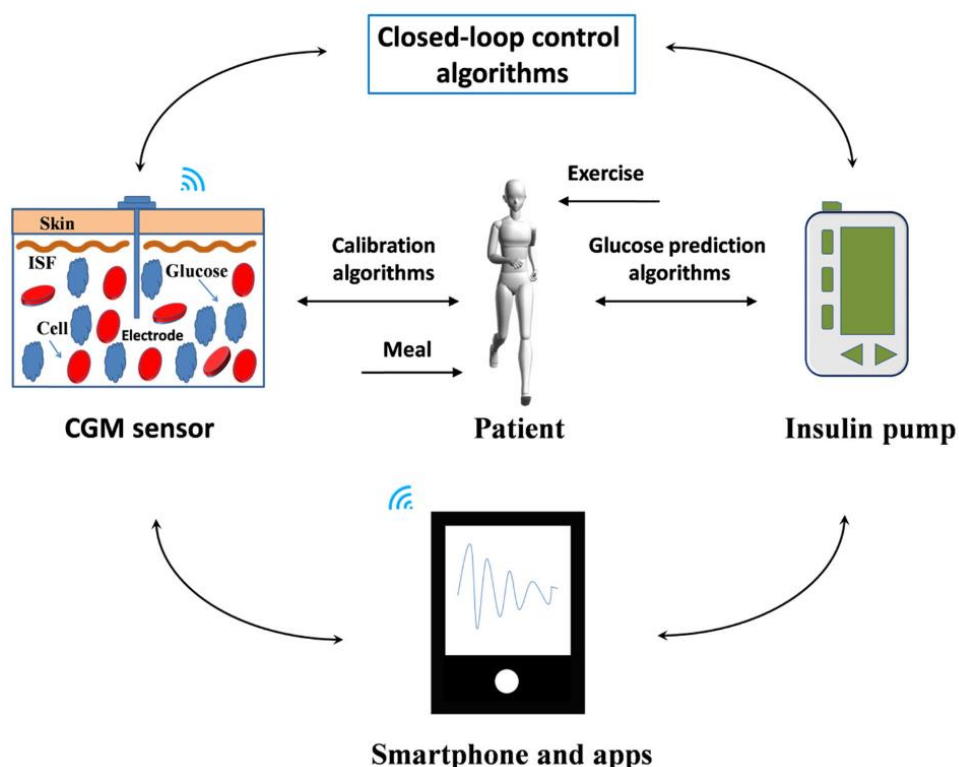 Closed-loop control
algorithms
Skin
ISF
Glucose
Cell
Electrode
CGM sensor
Calibration
algorithms
Meal
Exercise
Glucose prediction
algorithms
Patient
Insulin pump
Smartphone and apps